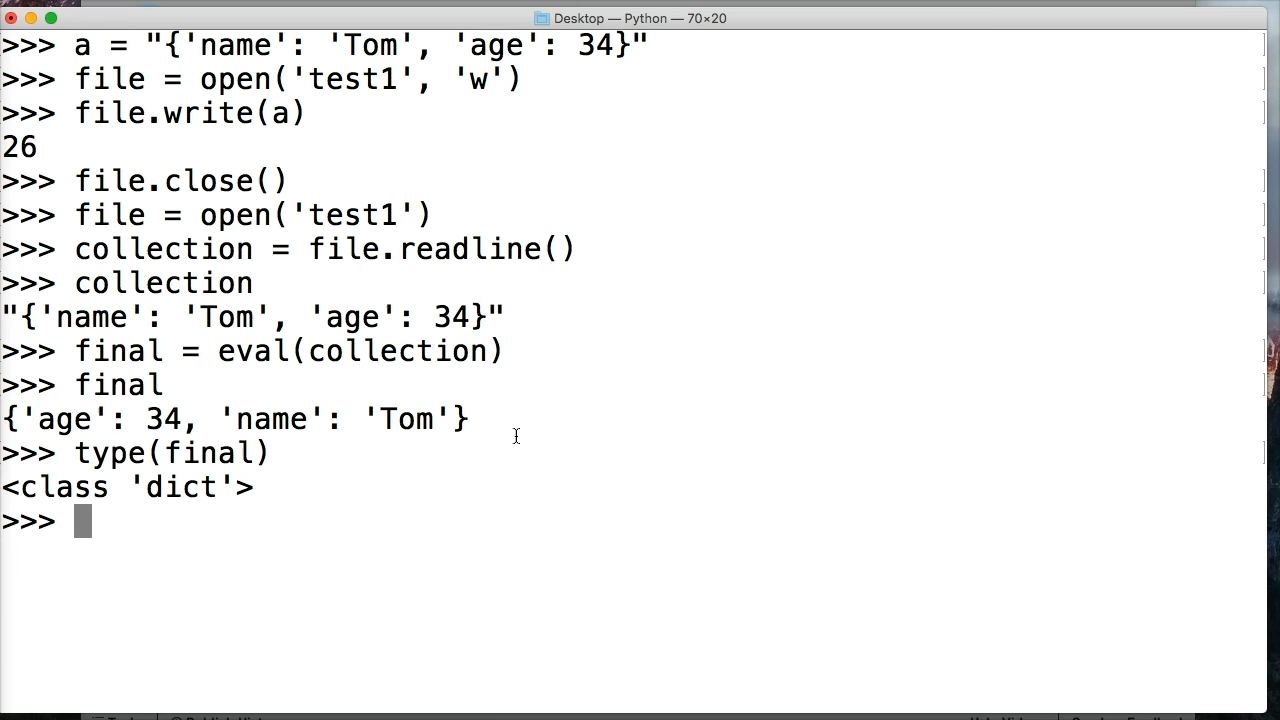 Desktop — Python — 70×20
>>> a = "{'name': 'Tom', 'age': 34}"
>>> file = open('test1', 'w')
>>> file.write(a)
26
>>> file.close()
>>> file = open('test1')
>>> collection = file.readline()
>>> collection
"{'name': 'Tom', 'age': 34}"
>>> final = eval(collection)
>>> final
{'age': 34, 'name': 'Tom'}
>>> type(final)
<class 'dict'>
>>>